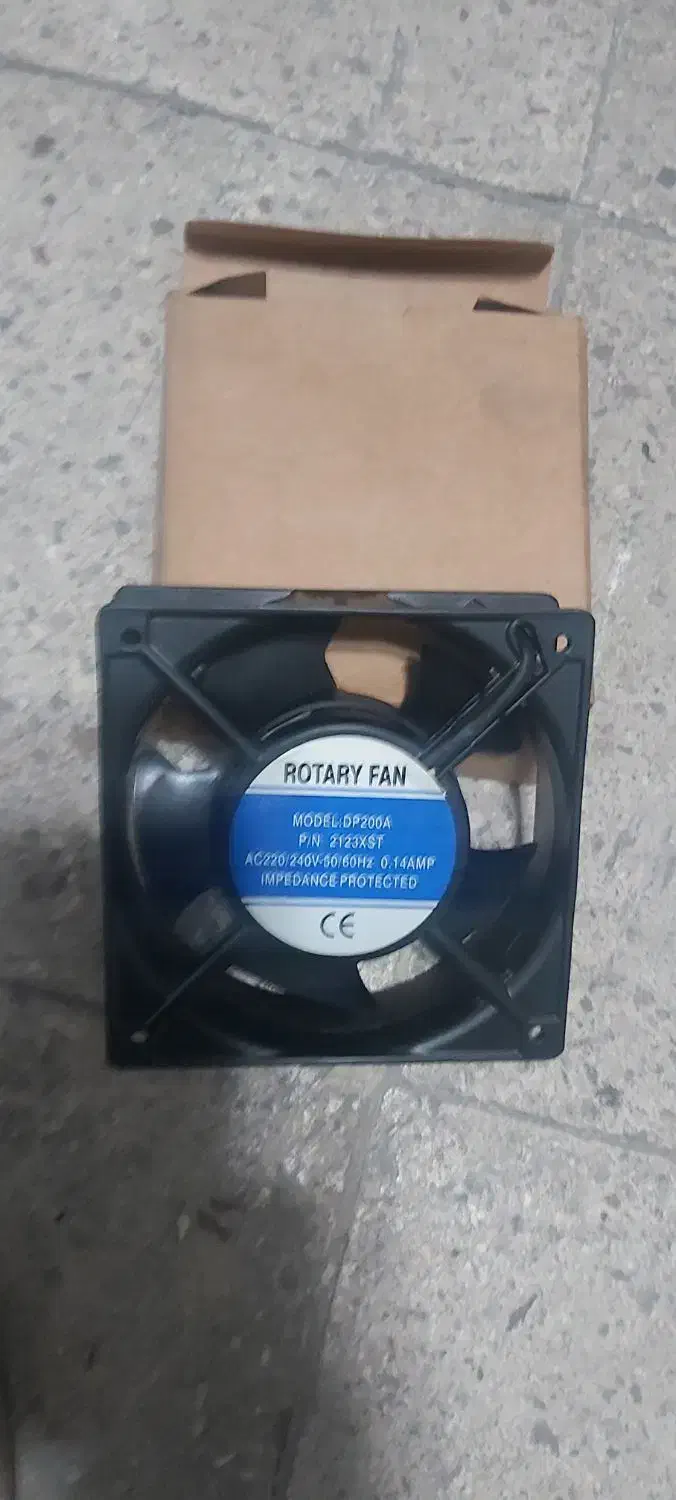 ROTARY FAN
MODEL:DP200A
P/N 2123XST
AC220/240V-50/60Hz 0.14AMP
IMPEDANCE PROTECTED
CE